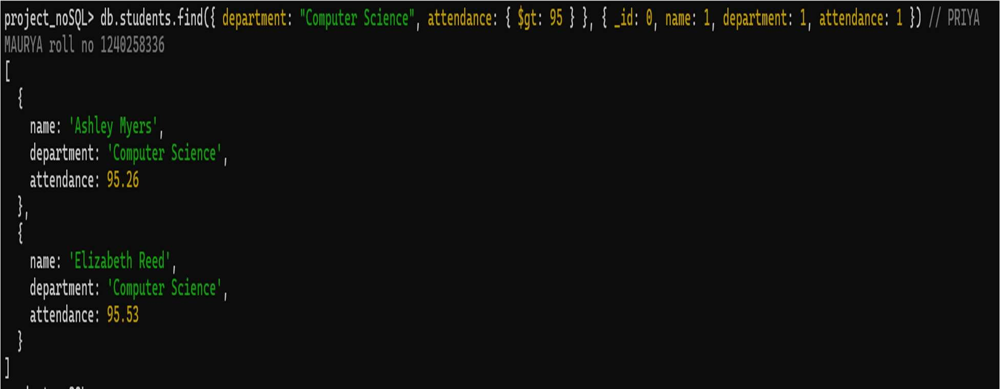 project_noSQL> db.students.find({ department: "Computer Science", attendance: { $gt: 95 } }, { _id: 0, name: 1, department: 1, attendance: 1 }) // PRIYA
MAURYA roll no 1240258336
[
  {
    name: 'Ashley Myers',
    department: 'Computer Science',
    attendance: 95.26
  },
  {
    name: 'Elizabeth Reed',
    department: 'Computer Science',
    attendance: 95.53
  }
]